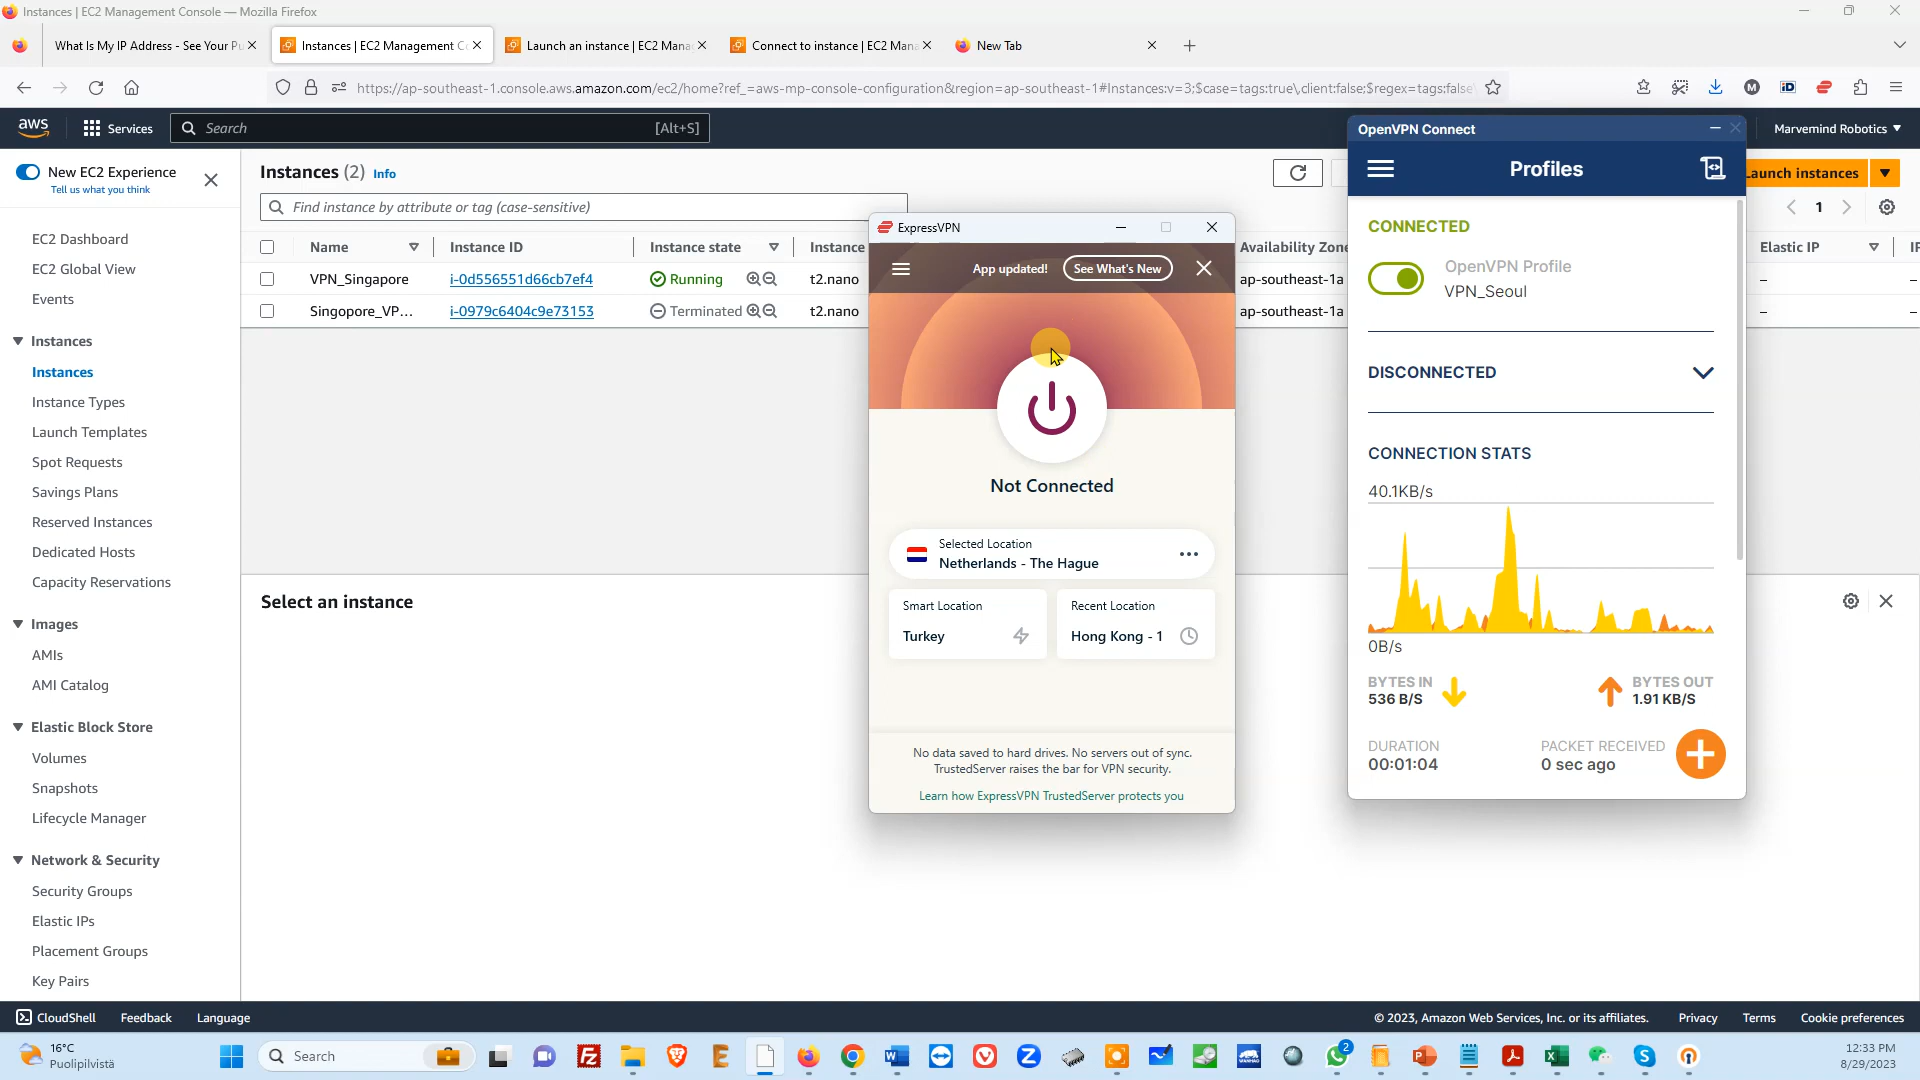 Instances | EC2 Management Console — Mozilla Firefox
What Is My IP Address - See Your Pu
Instances | EC2 Management C
Launch an instance | EC2 Mana
Connect to instance | EC2 Mana
New Tab
https://ap-southeast-1.console.aws.amazon.com/ec2/home?ref_=aws-mp-console-configuration&region=ap-southeast-1#Instances:v=3;$case=tags:true\,client:false;$regex=tags:false\
aws
Services
Search
[Alt+S]
Marvemind Robotics
New EC2 Experience
Tell us what you think
EC2 Dashboard
EC2 Global View
Events
Instances
Instances
Instance Types
Launch Templates
Spot Requests
Savings Plans
Reserved Instances
Dedicated Hosts
Capacity Reservations
Images
AMIs
AMI Catalog
Elastic Block Store
Volumes
Snapshots
Lifecycle Manager
Network & Security
Security Groups
Elastic IPs
Placement Groups
Key Pairs
Instances (2) Info
Launch instances
Find instance by attribute or tag (case-sensitive)
1
Name
Instance ID
Instance state
Instance
Availability Zone
Elastic IP
VPN_Singapore
i-0d556551d66cb7ef4
Running
t2.nano
ap-southeast-1a
–
Singopore_VP...
i-0979c6404c9e73153
Terminated
t2.nano
ap-southeast-1a
–
Select an instance
ExpressVPN
App updated!
See What's New
Not Connected
Selected Location
Netherlands - The Hague
Smart Location
Turkey
Recent Location
Hong Kong - 1
No data saved to hard drives. No servers out of sync.
TrustedServer raises the bar for VPN security.
Learn how ExpressVPN TrustedServer protects you
OpenVPN Connect
Profiles
CONNECTED
OpenVPN Profile
VPN_Seoul
DISCONNECTED
CONNECTION STATS
40.1KB/s
0B/s
BYTES IN
536 B/S
BYTES OUT
1.91 KB/S
DURATION
00:01:04
PACKET RECEIVED
0 sec ago
CloudShell
Feedback
Language
© 2023, Amazon Web Services, Inc. or its affiliates.
Privacy
Terms
Cookie preferences
16°C
Puolipilvistä
Search
2
12:33 PM
8/29/2023